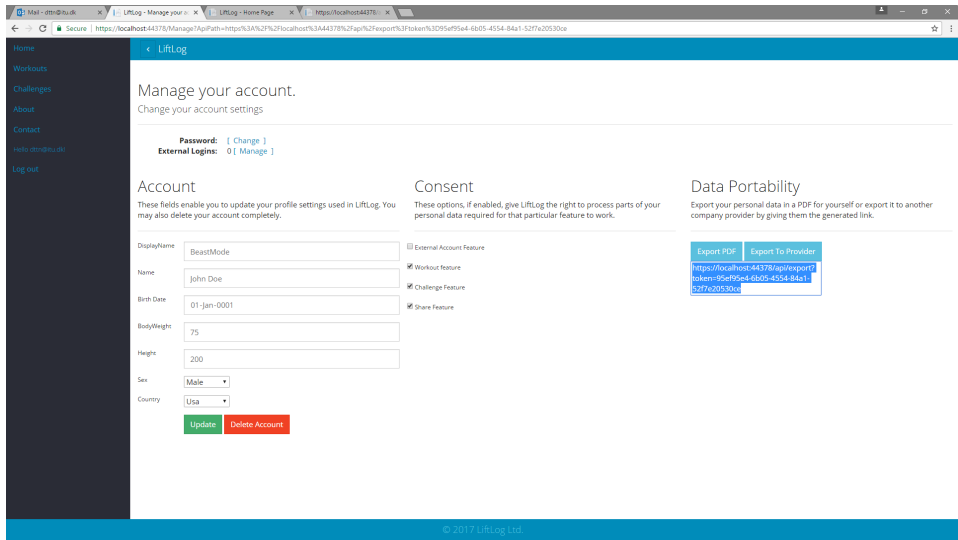 Mail - dttn@itu.dk
LiftLog - Manage your a
LiftLog - Home Page
https://localhost:44378/
Secure | https://localhost:44378/Manage?ApiPath=https%3A%2F%2Flocalhost%3A44378%2Fapi%2Fexport%3Ftoken%3D95ef95e4-6b05-4554-84a1-52f7e20530ce
Home
Workouts
Challenges
About
Contact
Hello dttn@itu.dk!
Log out
LiftLog
Manage your account.
Change your account settings
Password: [ Change ]
External Logins: 0 [ Manage ]
Account
These fields enable you to update your profile settings used in LiftLog. You
may also delete your account completely.
DisplayName
BeastMode
Name
John Doe
Birth Date
01-Jan-0001
BodyWeight
75
Height
200
Sex
Male
Country
Usa
Update
Delete Account
Consent
These options, if enabled, give LiftLog the right to process parts of your
personal data required for that particular feature to work.
External Account Feature
Workout feature
Challenge Feature
Share Feature
Data Portability
Export your personal data in a PDF for yourself or export it to another
company provider by giving them the generated link.
Export PDF
Export To Provider
https://localhost:44378/api/export?
token=95ef95e4-6b05-4554-84a1-
52f7e20530ce
© 2017 LiftLog Ltd.